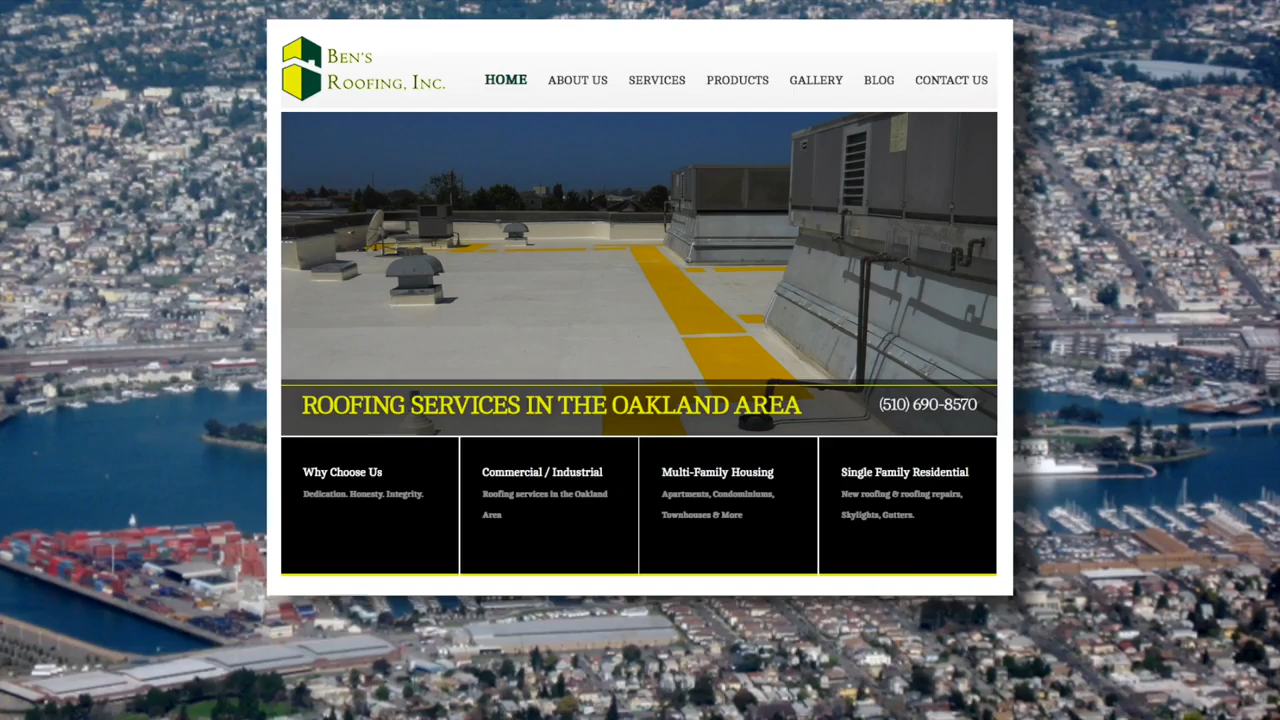 BEN'S
ROOFING, INC.
HOME ABOUT US SERVICES PRODUCTS GALLERY BLOG CONTACT US
ROOFING SERVICES IN THE OAKLAND AREA
(510) 690-8570
Why Choose Us
Dedication. Honesty. Integrity.
Commercial / Industrial
Roofing services in the Oakland
Area
Multi-Family Housing
Apartments, Condominiums,
Townhouses & More
Single Family Residential
New roofing & roofing repairs,
Skylights, Gutters.